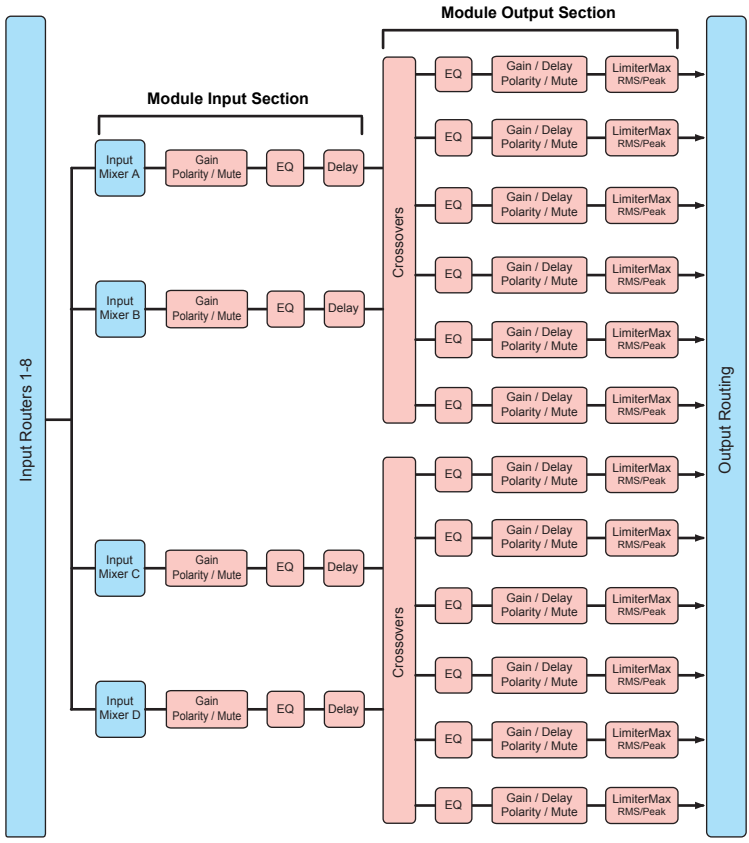 Module Output Section
Module Input Section
Input Routers 1-8
Input
Mixer A
Gain
Polarity / Mute
EQ
Delay
Input
Mixer B
Gain
Polarity / Mute
EQ
Delay
Input
Mixer C
Gain
Polarity / Mute
EQ
Delay
Input
Mixer D
Gain
Polarity / Mute
EQ
Delay
Crossovers
EQ
Gain / Delay
Polarity / Mute
LimiterMax
RMS/Peak
EQ
Gain / Delay
Polarity / Mute
LimiterMax
RMS/Peak
EQ
Gain / Delay
Polarity / Mute
LimiterMax
RMS/Peak
EQ
Gain / Delay
Polarity / Mute
LimiterMax
RMS/Peak
EQ
Gain / Delay
Polarity / Mute
LimiterMax
RMS/Peak
EQ
Gain / Delay
Polarity / Mute
LimiterMax
RMS/Peak
Crossovers
EQ
Gain / Delay
Polarity / Mute
LimiterMax
RMS/Peak
EQ
Gain / Delay
Polarity / Mute
LimiterMax
RMS/Peak
EQ
Gain / Delay
Polarity / Mute
LimiterMax
RMS/Peak
EQ
Gain / Delay
Polarity / Mute
LimiterMax
RMS/Peak
EQ
Gain / Delay
Polarity / Mute
LimiterMax
RMS/Peak
EQ
Gain / Delay
Polarity / Mute
LimiterMax
RMS/Peak
Output Routing